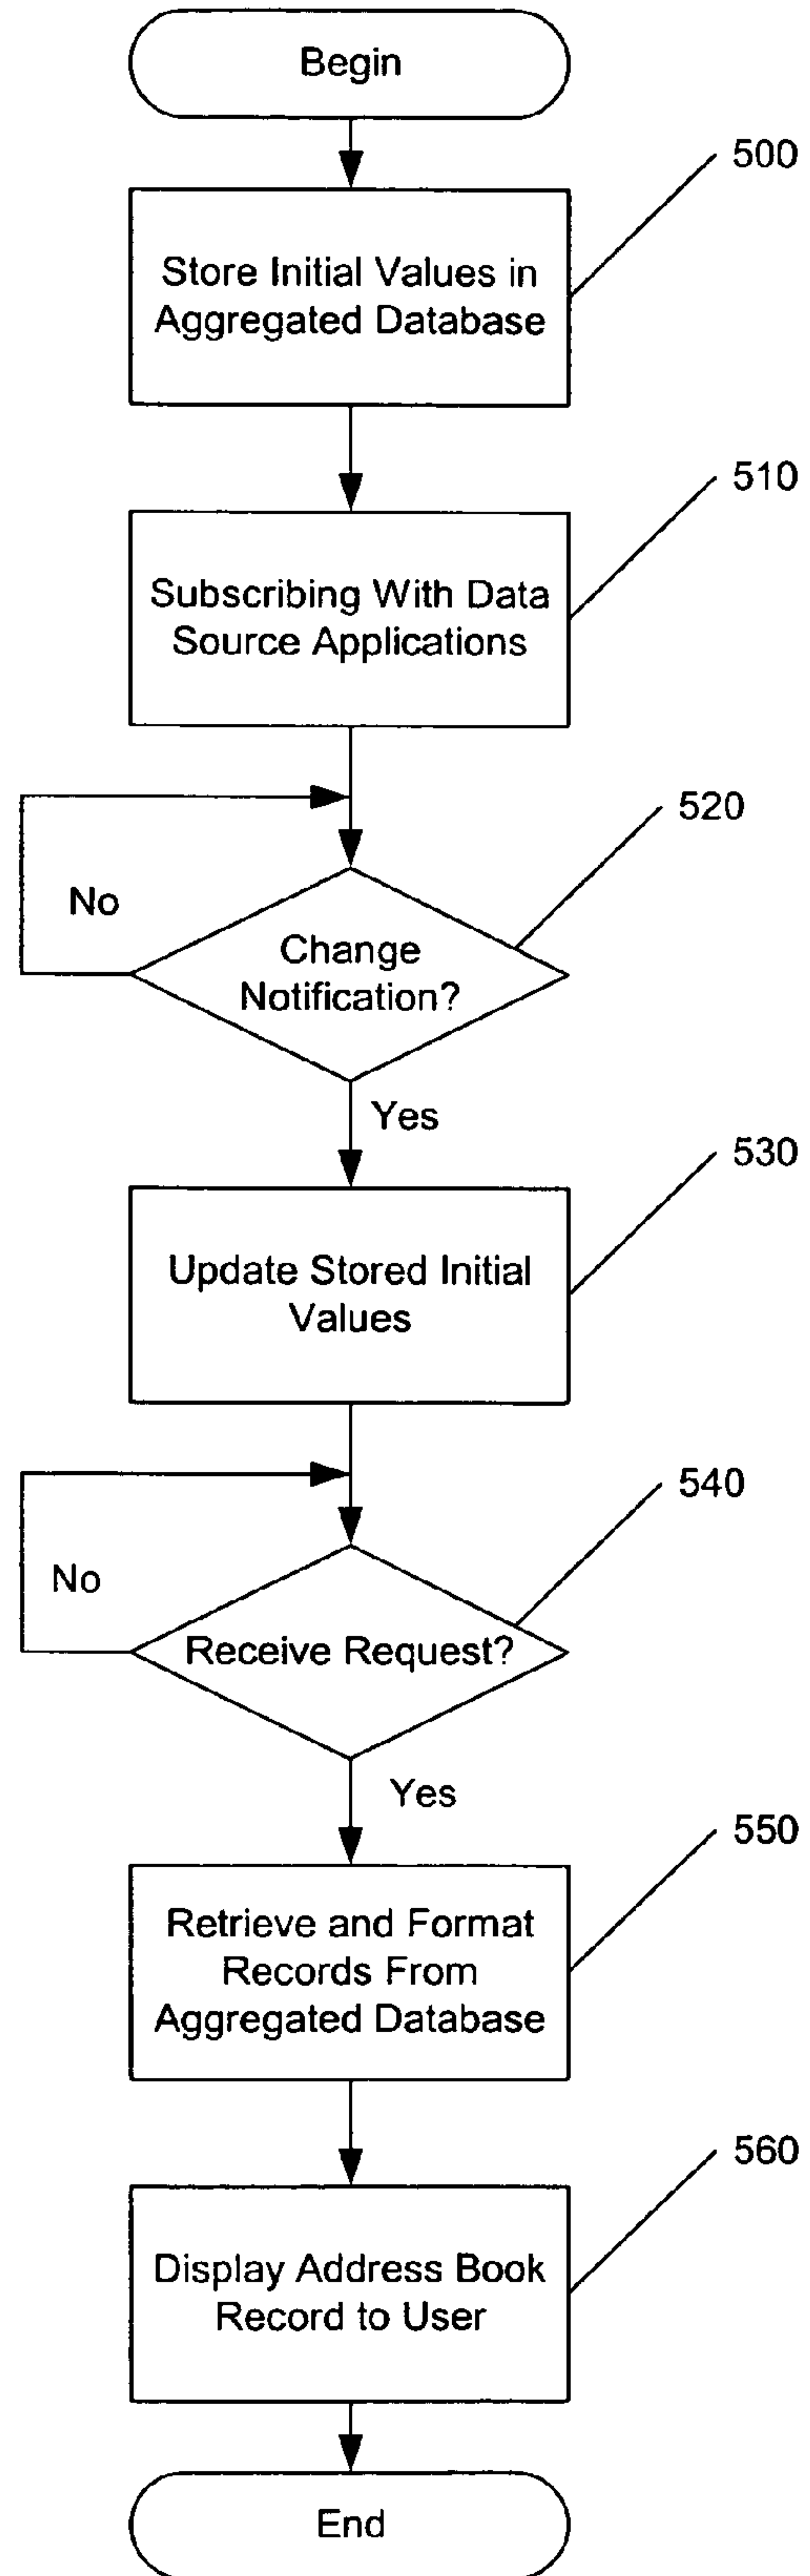 Begin
500
Store Initial Values in
Aggregated Database
510
Subscribing With Data
Source Applications
520
No
Change
Notification?
Yes
530
Update Stored Initial
Values
540
No
Receive Request?
Yes
550
Retrieve and Format
Records From
Aggregated Database
560
Display Address Book
Record to User
End